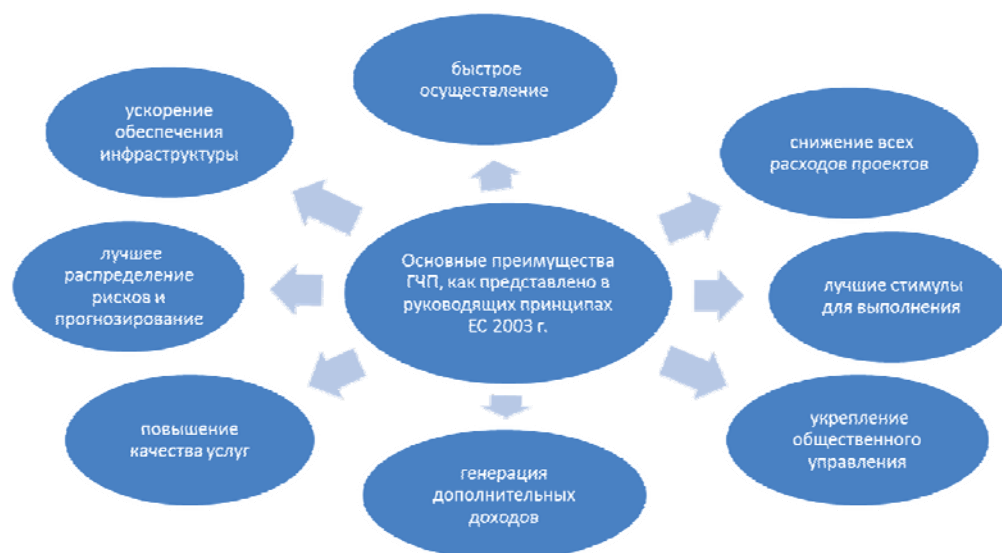 быстрое
осуществление
ускорение
обеспечения
инфраструктуры
снижение всех
расходов проектов
лучшее
распределение
рисков и
прогнозирование
Основные преимущества
ГЧП, как представлено в
руководящих принципах
ЕС 2003 г.
лучшие стимулы
для выполнения
повышение
качества услуг
укрепление
общественного
управления
генерация
дополнительных
доходов